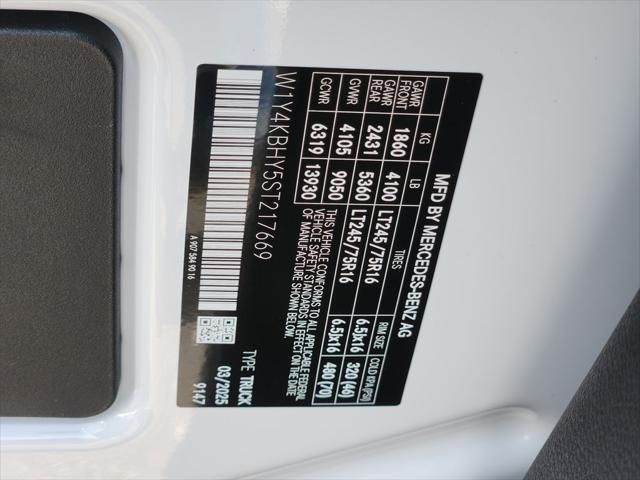 MFD BY MERCEDES-BENZ AG
KG LB TIRES RIM SIZE COLD KPA (PSI)
GAWR FRONT 1860 4100 LT245/75R16 6.5Jx16 320 (46)
GAWR REAR 2431 5360 LT245/75R16 6.5Jx16 480 (70)
GVWR 4105 9050
GCWR 6319 13930
THIS VEHICLE CONFORMS TO ALL APPLICABLE FEDERAL
MOTOR VEHICLE SAFETY STANDARDS IN EFFECT ON THE DATE
OF MANUFACTURE SHOWN ABOVE.
W1Y4KBHY5ST217669
TYPE TRUCK
03/2025
9147
A 907 584 90 16